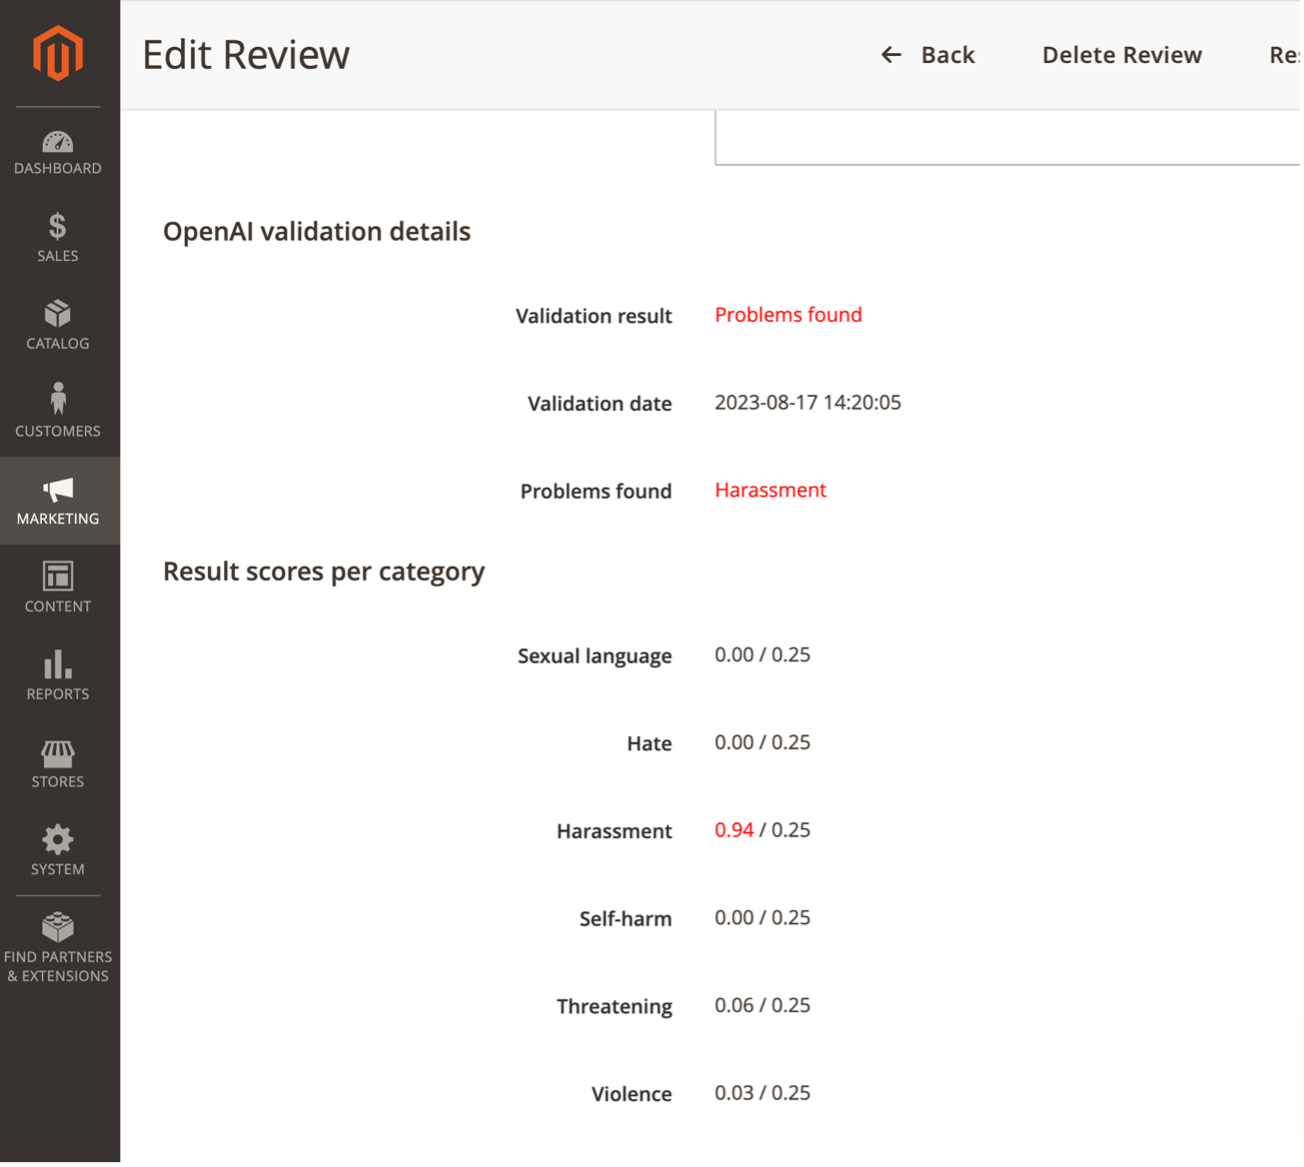 Edit Review
Back
Delete Review
DASHBOARD
SALES
CATALOG
CUSTOMERS
MARKETING
CONTENT
REPORTS
STORES
SYSTEM
FIND PARTNERS
& EXTENSIONS
OpenAI validation details
Validation result Problems found
Validation date 2023-08-17 14:20:05
Problems found Harassment
Result scores per category
Sexual language 0.00 / 0.25
Hate 0.00 / 0.25
Harassment 0.94 / 0.25
Self-harm 0.00 / 0.25
Threatening 0.06 / 0.25
Violence 0.03 / 0.25